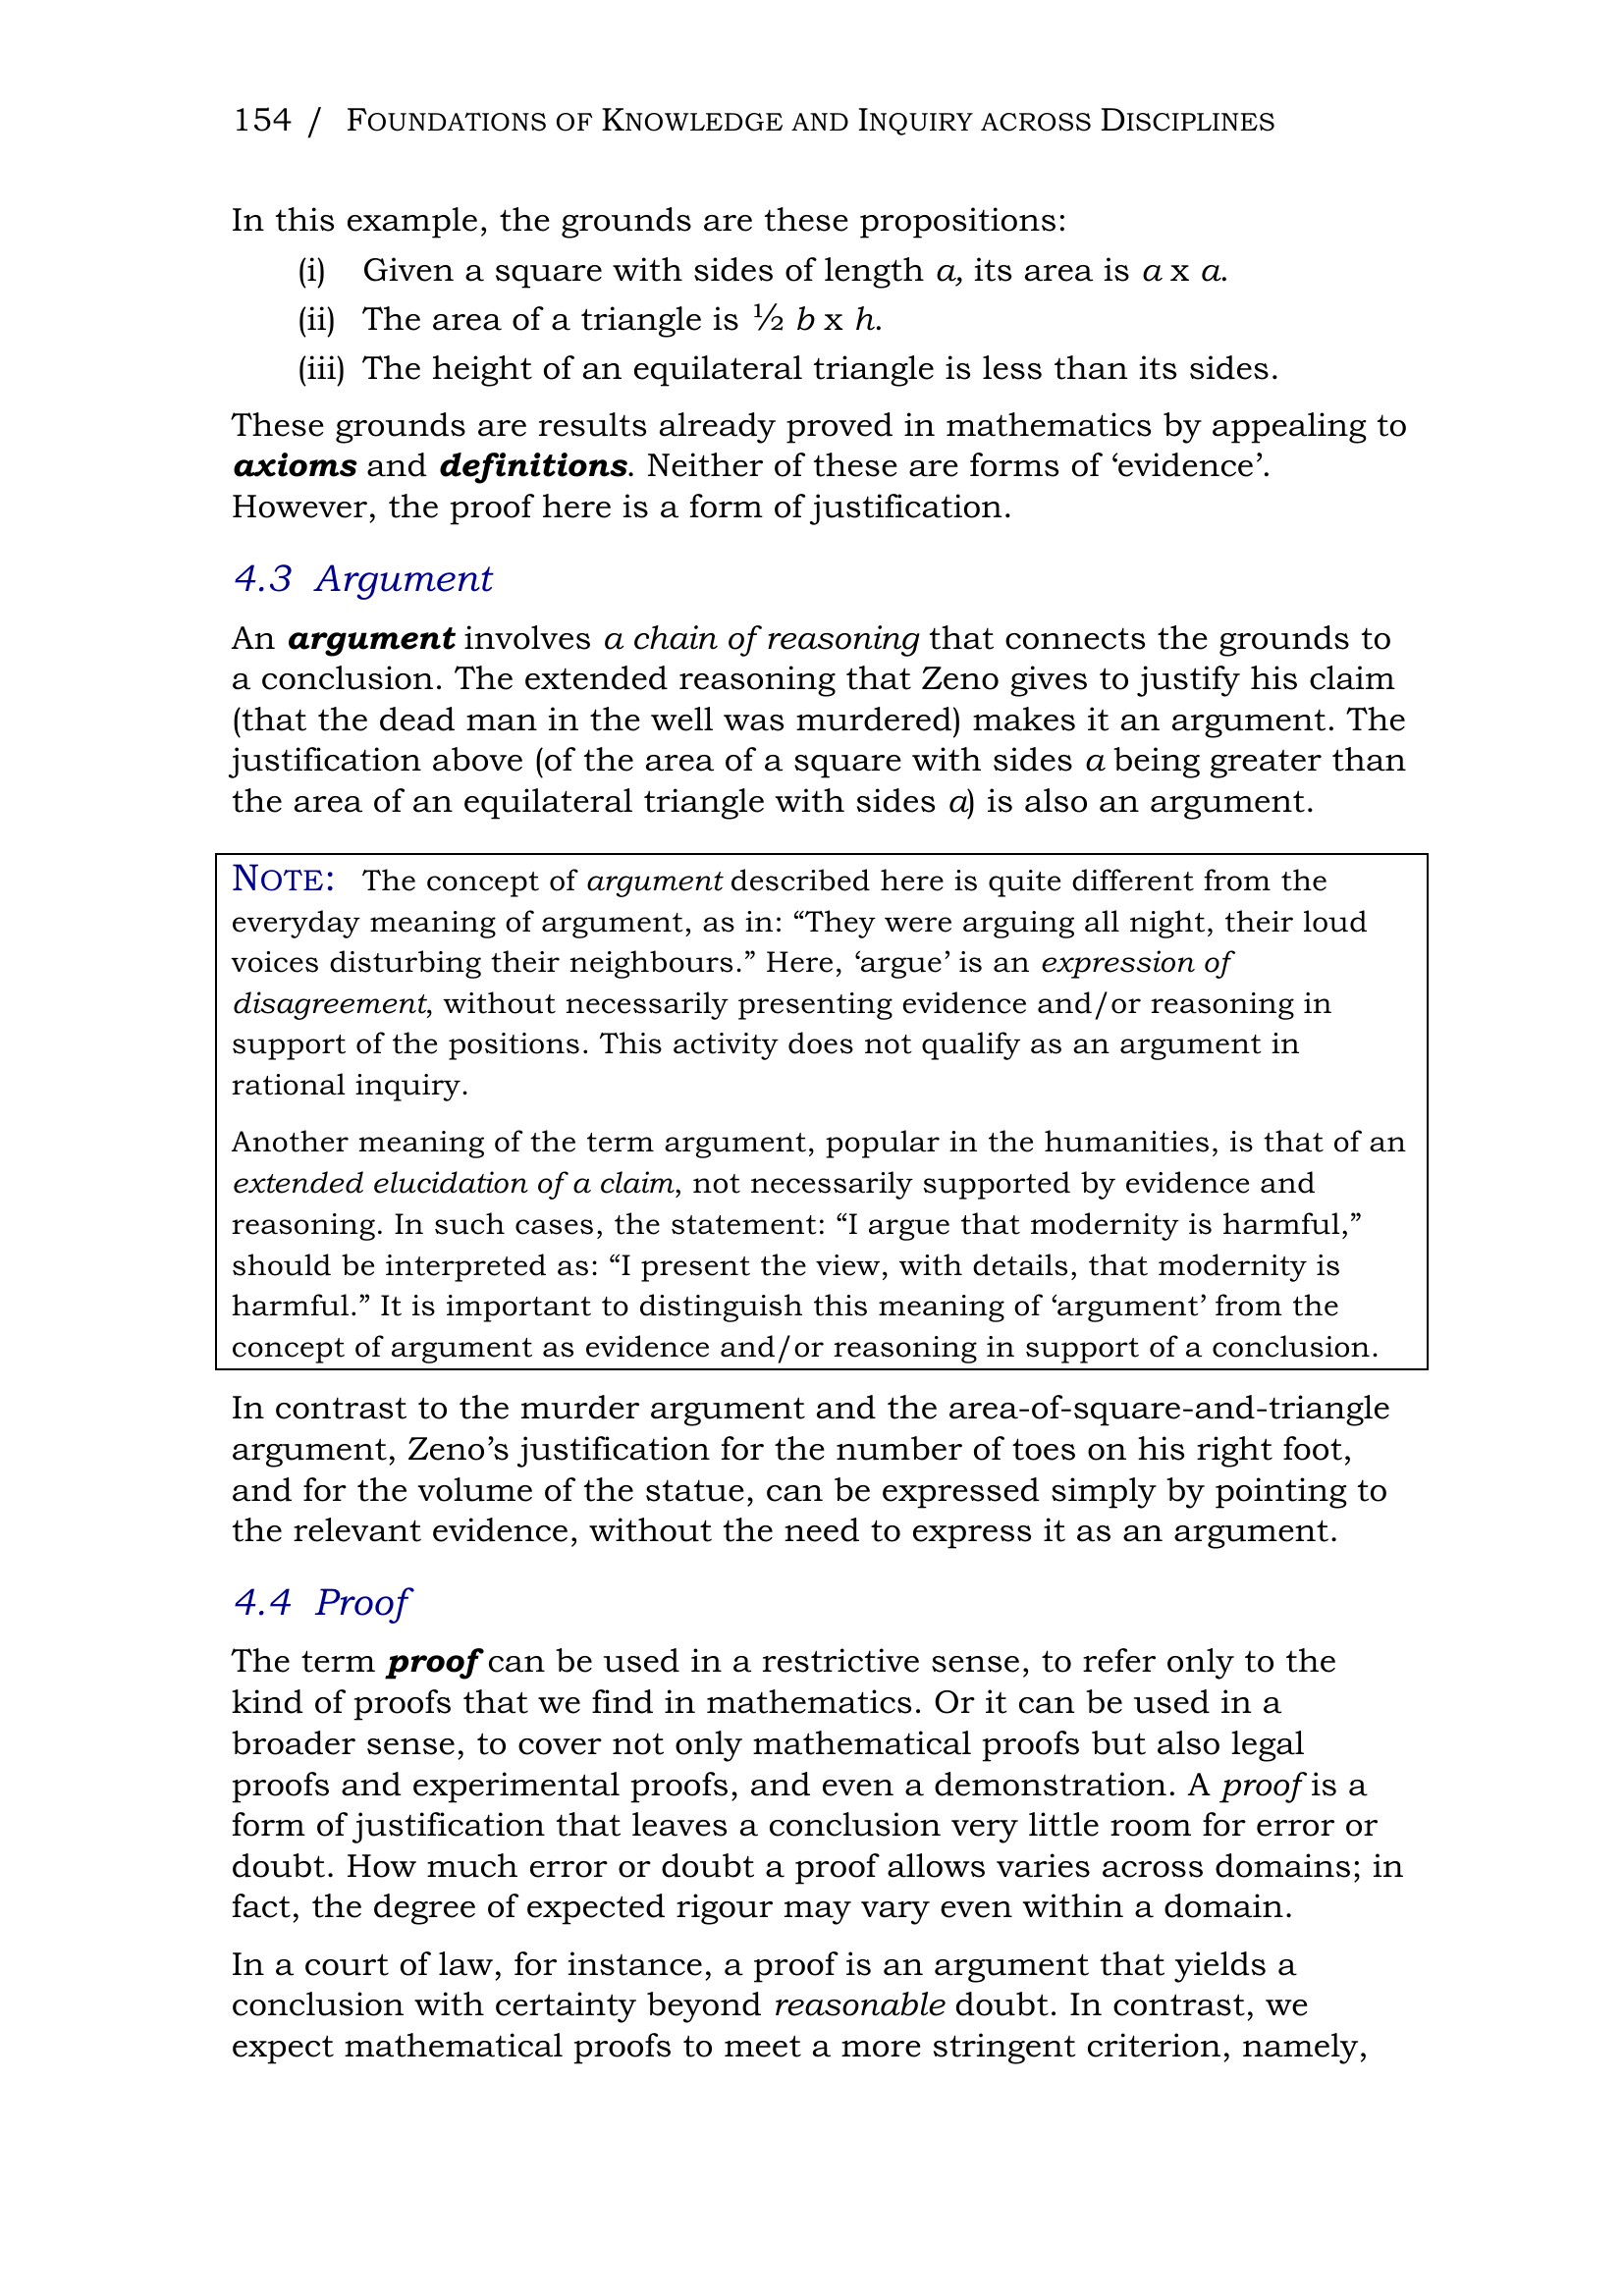 154 / FOUNDATIONS OF KNOWLEDGE AND INQUIRY ACROSS DISCIPLINES
In this example, the grounds are these propositions:
(i) Given a square with sides of length a, its area is a x a.
(ii) The area of a triangle is ½ b x h.
(iii) The height of an equilateral triangle is less than its sides.
These grounds are results already proved in mathematics by appealing to
axioms and definitions. Neither of these are forms of ‘evidence’.
However, the proof here is a form of justification.
4.3 Argument
An argument involves a chain of reasoning that connects the grounds to
a conclusion. The extended reasoning that Zeno gives to justify his claim
(that the dead man in the well was murdered) makes it an argument. The
justification above (of the area of a square with sides a being greater than
the area of an equilateral triangle with sides a) is also an argument.
NOTE: The concept of argument described here is quite different from the
everyday meaning of argument, as in: “They were arguing all night, their loud
voices disturbing their neighbours.” Here, ‘argue’ is an expression of
disagreement, without necessarily presenting evidence and/or reasoning in
support of the positions. This activity does not qualify as an argument in
rational inquiry.
Another meaning of the term argument, popular in the humanities, is that of an
extended elucidation of a claim, not necessarily supported by evidence and
reasoning. In such cases, the statement: “I argue that modernity is harmful,”
should be interpreted as: “I present the view, with details, that modernity is
harmful.” It is important to distinguish this meaning of ‘argument’ from the
concept of argument as evidence and/or reasoning in support of a conclusion.
In contrast to the murder argument and the area-of-square-and-triangle
argument, Zeno’s justification for the number of toes on his right foot,
and for the volume of the statue, can be expressed simply by pointing to
the relevant evidence, without the need to express it as an argument.
4.4 Proof
The term proof can be used in a restrictive sense, to refer only to the
kind of proofs that we find in mathematics. Or it can be used in a
broader sense, to cover not only mathematical proofs but also legal
proofs and experimental proofs, and even a demonstration. A proof is a
form of justification that leaves a conclusion very little room for error or
doubt. How much error or doubt a proof allows varies across domains; in
fact, the degree of expected rigour may vary even within a domain.
In a court of law, for instance, a proof is an argument that yields a
conclusion with certainty beyond reasonable doubt. In contrast, we
expect mathematical proofs to meet a more stringent criterion, namely,